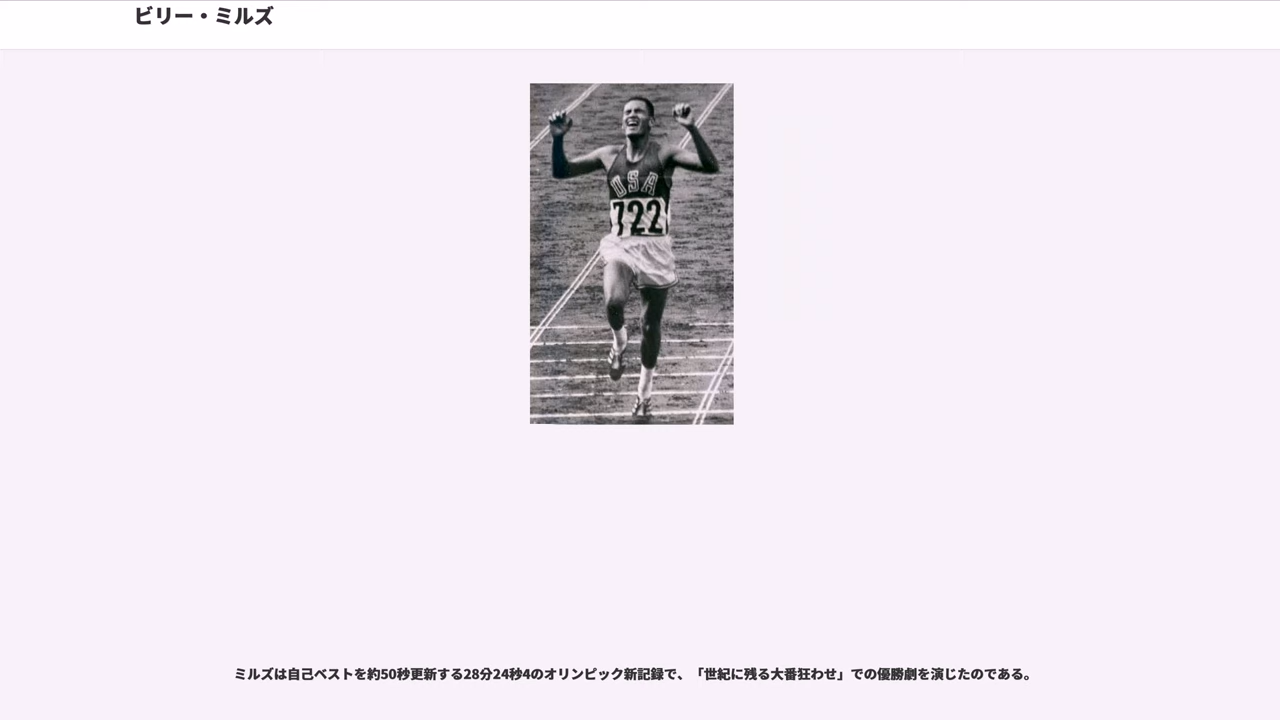 ビリー・ミルズ
USA
722
ミルズは自己ベストを約50秒更新する28分24秒4のオリンピック新記録で、「世紀に残る大番狂わせ」での優勝劇を演じたのである。